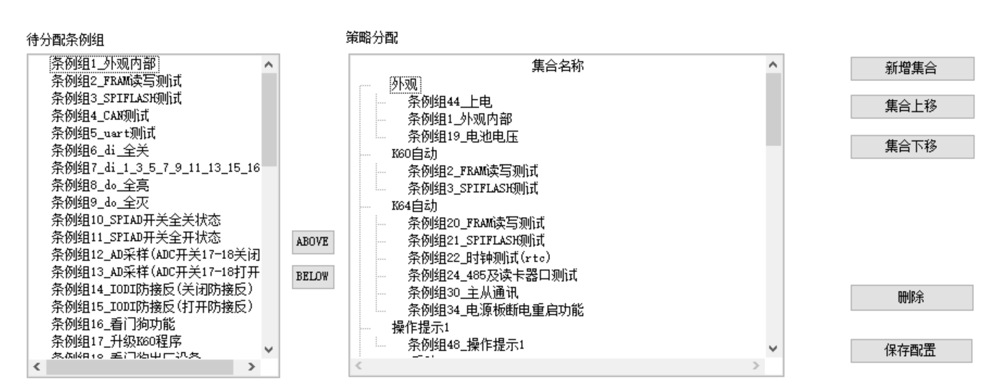 待分配条例组
条例组1_外观内部
条例组2_FRAM读写测试
条例组3_SPIFLASH测试
条例组4_CAN测试
条例组5_uart测试
条例组6_di_全关
条例组7_di_1_3_5_7_9_11_13_15_16
条例组8_do_全亮
条例组9_do_全灭
条例组10_SPIAD开关全关状态
条例组11_SPIAD开关全开状态
条例组12_AD采样(ADC开关17-18关闭
条例组13_AD采样(ADC开关17-18打开
条例组14_IODI防接反(关闭防接反)
条例组15_IODI防接反(打开防接反)
条例组16_看门狗功能
条例组17_升级K60程序
条例组18_看门狗出厂设备
ABOVE
BELOW
策略分配
集合名称
外观
条例组44_上电
条例组1_外观内部
条例组19_电池电压
K60自动
条例组2_FRAM读写测试
条例组3_SPIFLASH测试
K64自动
条例组20_FRAM读写测试
条例组21_SPIFLASH测试
条例组22_时钟测试(rtc)
条例组24_485及读卡器口测试
条例组30_主从通讯
条例组34_电源板断电重启功能
操作提示1
条例组48_操作提示1
新增集合
集合上移
集合下移
删除
保存配置